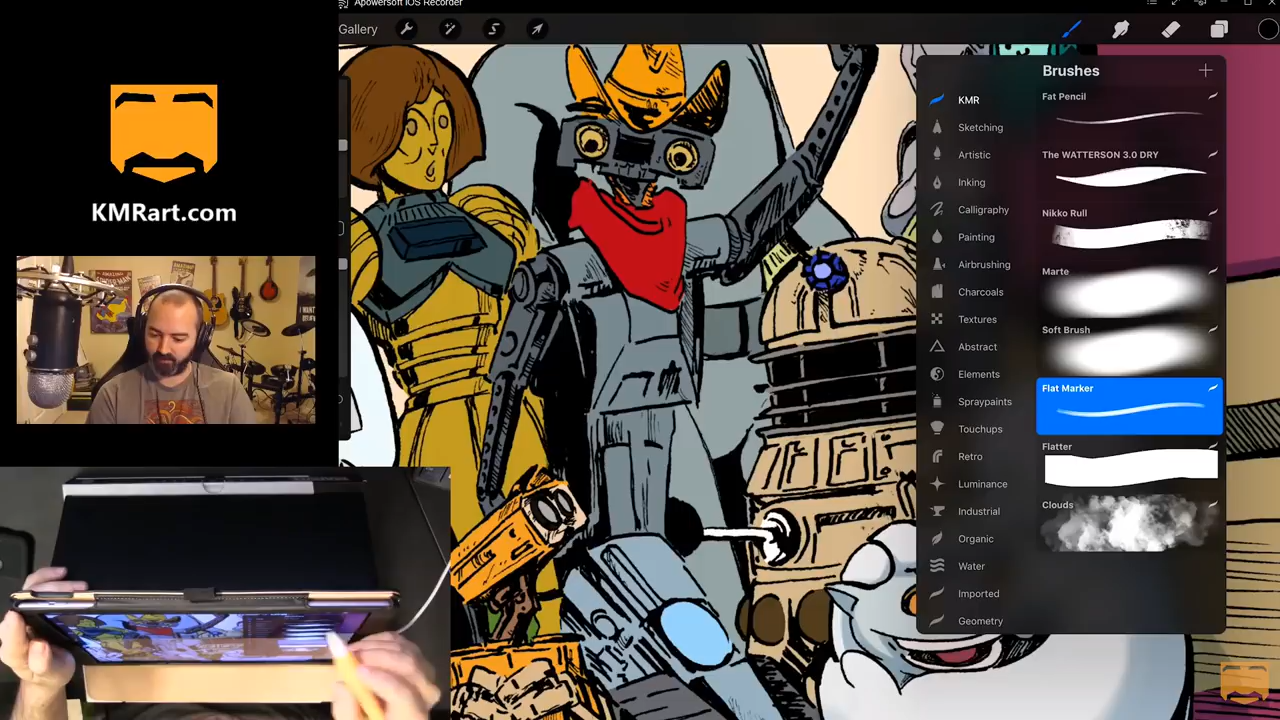 Apowersoft iOS Recorder
Gallery
KMRart.com
Brushes
KMR
Sketching
Artistic
Inking
Calligraphy
Painting
Airbrushing
Charcoals
Textures
Abstract
Elements
Spraypaints
Touchups
Retro
Luminance
Industrial
Organic
Water
Imported
Geometry
Fat Pencil
The WATTERSON 3.0 DRY
Nikko Rull
Marte
Soft Brush
Flat Marker
Flatter
Clouds